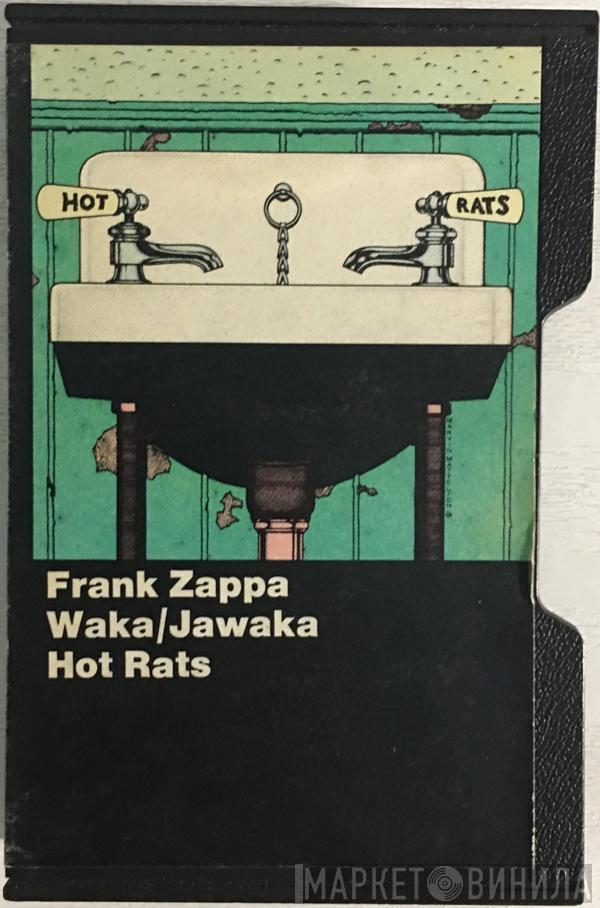 HOT
RATS
Frank Zappa
Waka/Jawaka
Hot Rats
МАРКЕТ ВИНИЛА